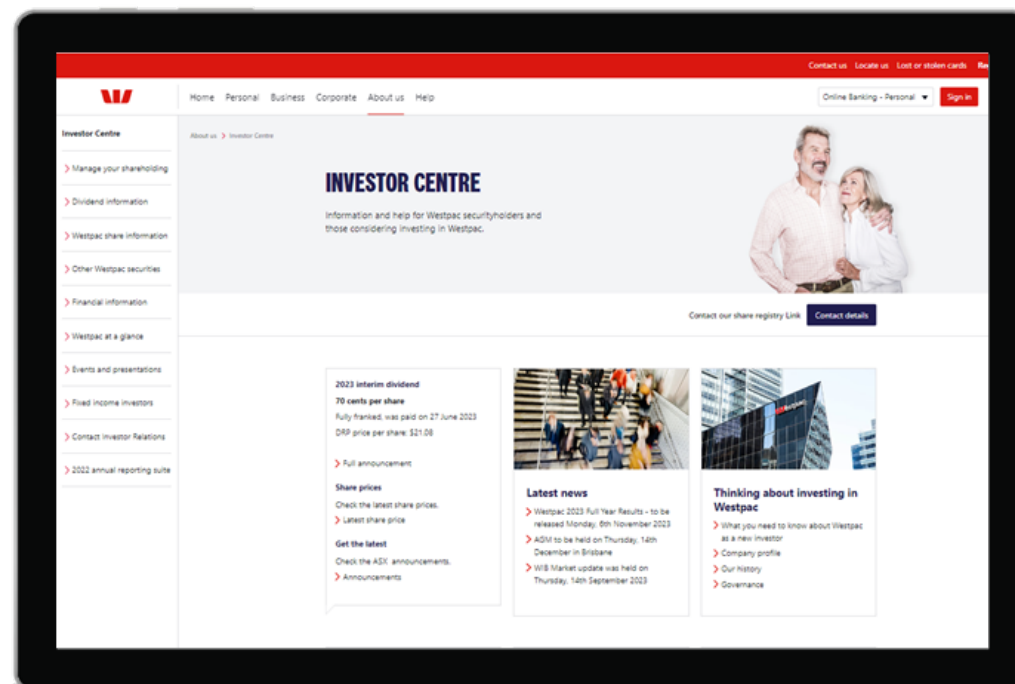 Contact us Locate us Lost or stolen cards
Home Personal Business Corporate About us Help
Online Banking - Personal
Sign in
Investor Centre
Manage your shareholding
Dividend information
Westpac share information
Other Westpac securities
Financial information
Westpac at a glance
Events and presentations
Fixed income investors
Contact Investor Relations
2022 annual reporting suite
About us Investor Centre
INVESTOR CENTRE
Information and help for Westpac securityholders and
those considering investing in Westpac.
Contact our share registry Link
Contact details
2023 interim dividend
70 cents per share
Fully franked, was paid on 27 June 2023
DRP price per share: $21.08
Full announcement
Share prices
Check the latest share prices.
Latest share price
Get the latest
Check the ASX announcements.
Announcements
Latest news
Westpac 2023 Full Year Results – to be
released Monday, 6th November 2023
AGM to be held on Thursday, 14th
December in Brisbane
WIB Market update was held on
Thursday, 14th September 2023
Westpac
Thinking about investing in
Westpac
What you need to know about Westpac
as a new investor
Company profile
Our history
Governance